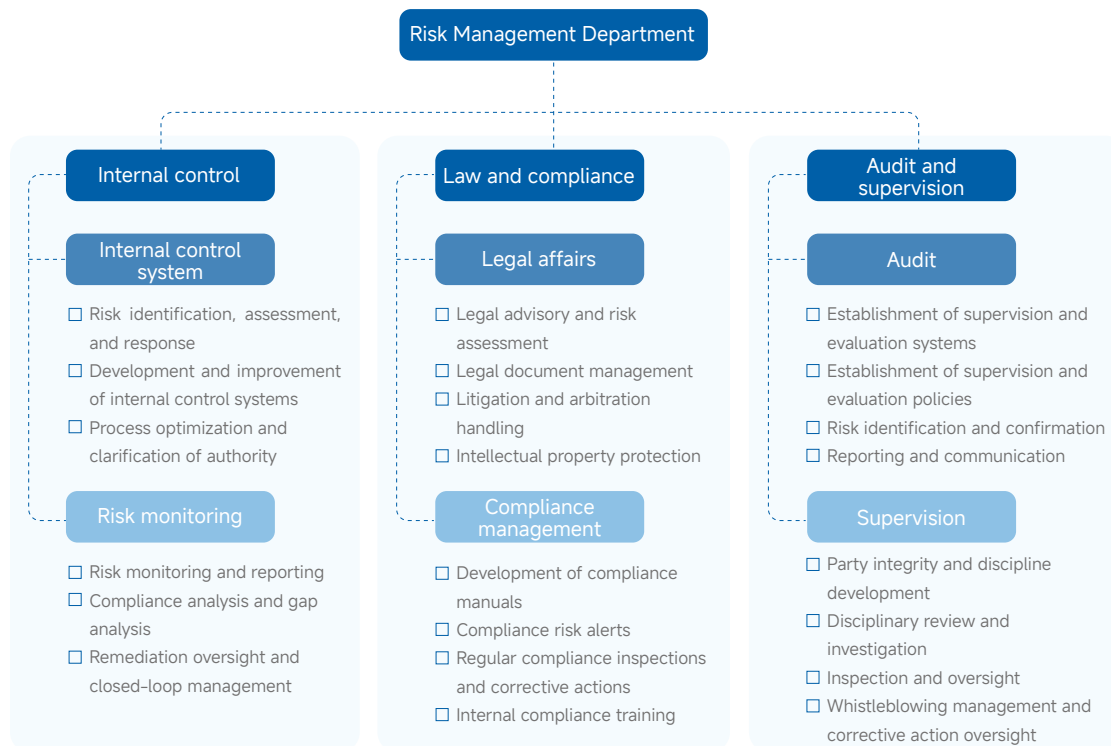 Risk Management Department
Internal control
Internal control
system
Risk identification, assessment,
and response
Development and improvement
of internal control systems
Process optimization and
clarification of authority
Risk monitoring
Risk monitoring and reporting
Compliance analysis and gap
analysis
Remediation oversight and
closed-loop management
Law and compliance
Legal affairs
Legal advisory and risk
assessment
Legal document management
Litigation and arbitration
handling
Intellectual property protection
Compliance
management
Development of compliance
manuals
Compliance risk alerts
Regular compliance inspections
and corrective actions
Internal compliance training
Audit and
supervision
Audit
Establishment of supervision and
evaluation systems
Establishment of supervision and
evaluation policies
Risk identification and confirmation
Reporting and communication
Supervision
Party integrity and discipline
development
Disciplinary review and
investigation
Inspection and oversight
Whistleblowing management and
corrective action oversight